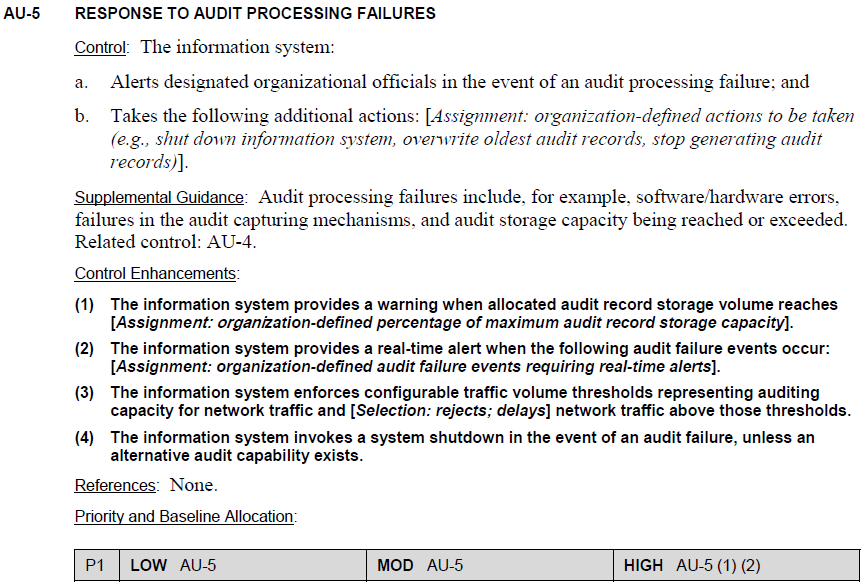 AU-5 RESPONSE TO AUDIT PROCESSING FAILURES
Control: The information system:
a. Alerts designated organizational officials in the event of an audit processing failure; and
b. Takes the following additional actions: [Assignment: organization-defined actions to be taken
(e.g., shut down information system, overwrite oldest audit records, stop generating audit
records)].
Supplemental Guidance: Audit processing failures include, for example, software/hardware errors,
failures in the audit capturing mechanisms, and audit storage capacity being reached or exceeded.
Related control: AU-4.
Control Enhancements:
(1) The information system provides a warning when allocated audit record storage volume reaches
[Assignment: organization-defined percentage of maximum audit record storage capacity].
(2) The information system provides a real-time alert when the following audit failure events occur:
[Assignment: organization-defined audit failure events requiring real-time alerts].
(3) The information system enforces configurable traffic volume thresholds representing auditing
capacity for network traffic and [Selection: rejects; delays] network traffic above those thresholds.
(4) The information system invokes a system shutdown in the event of an audit failure, unless an
alternative audit capability exists.
References: None.
Priority and Baseline Allocation:
P1 LOW AU-5 MOD AU-5 HIGH AU-5 (1) (2)